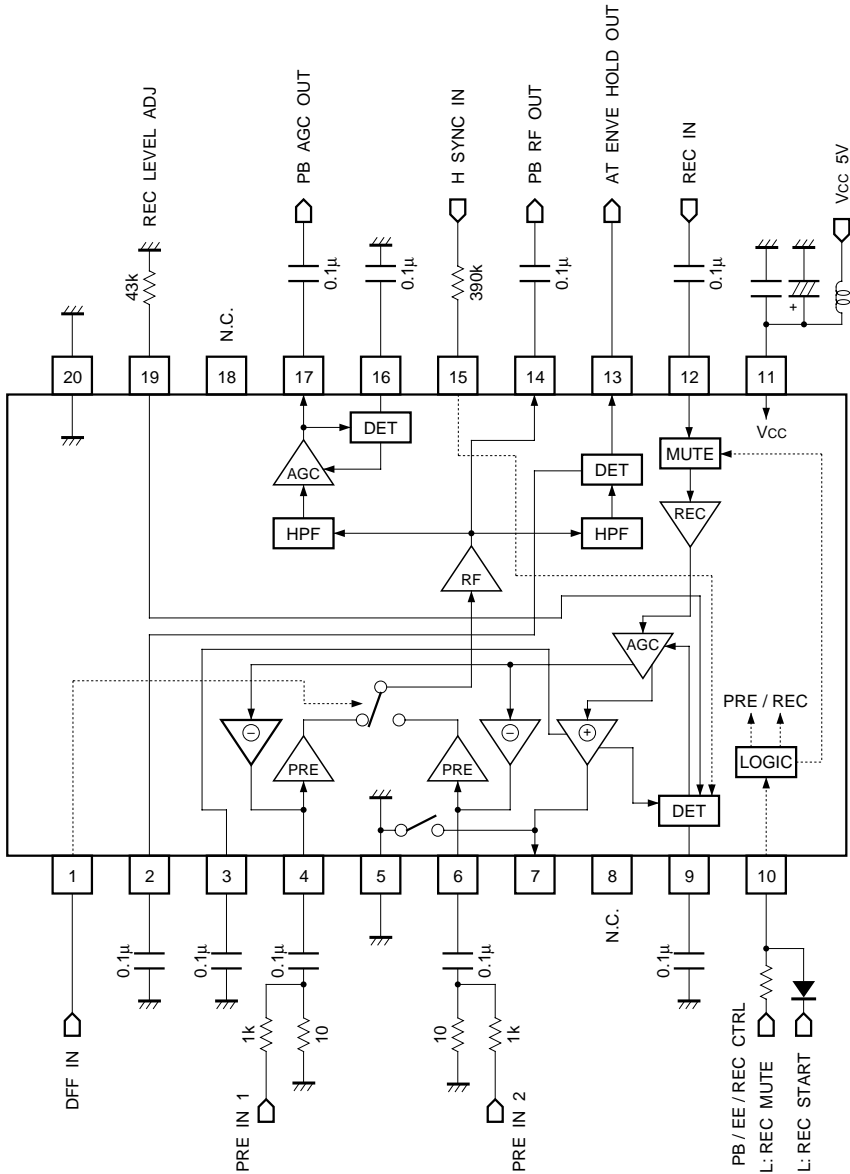 REC LEVEL ADJ
PB AGC OUT
H SYNC IN
PB RF OUT
AT ENVE HOLD OUT
REC IN
VCC 5V
43k
N.C.
0.1µ
0.1µ
390k
0.1µ
0.1µ
+
20
19
18
17
16
15
14
13
12
11
VCC
DET
AGC
HPF
DET
HPF
MUTE
REC
RF
AGC
PRE / REC
LOGIC
−
PRE
PRE
−
+
DET
1
2
3
4
5
6
7
8
9
10
N.C.
0.1µ
0.1µ
0.1µ
0.1µ
0.1µ
1k
10
10
1k
DFF IN
PRE IN 1
PRE IN 2
PB / EE / REC CTRL
L: REC MUTE
L: REC START